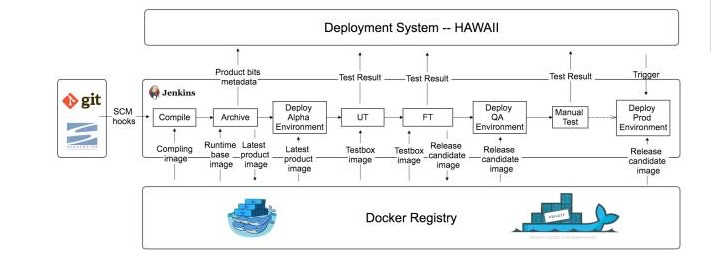 Deployment System -- HAWAII
Product bits
metadata
Test Result
Test Result
Test Result
Trigger
git
SCM
hooks
Jenkins
Compile
Archive
Deploy
Alpha
Environment
UT
FT
Deploy
QA
Environment
Manual
Test
Deploy
Prod
Environment
Compling
image
Runtime
base
image
Latest
product
image
Latest
product
image
Testbox
image
Testbox
image
Release
candidate
image
Release
candidate
image
Release
candidate
image
Docker Registry
PRIVATE